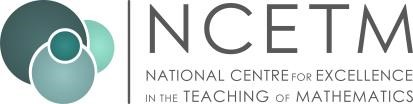 NCETM
NATIONAL CENTRE FOR EXCELLENCE
IN THE TEACHING OF MATHEMATICS